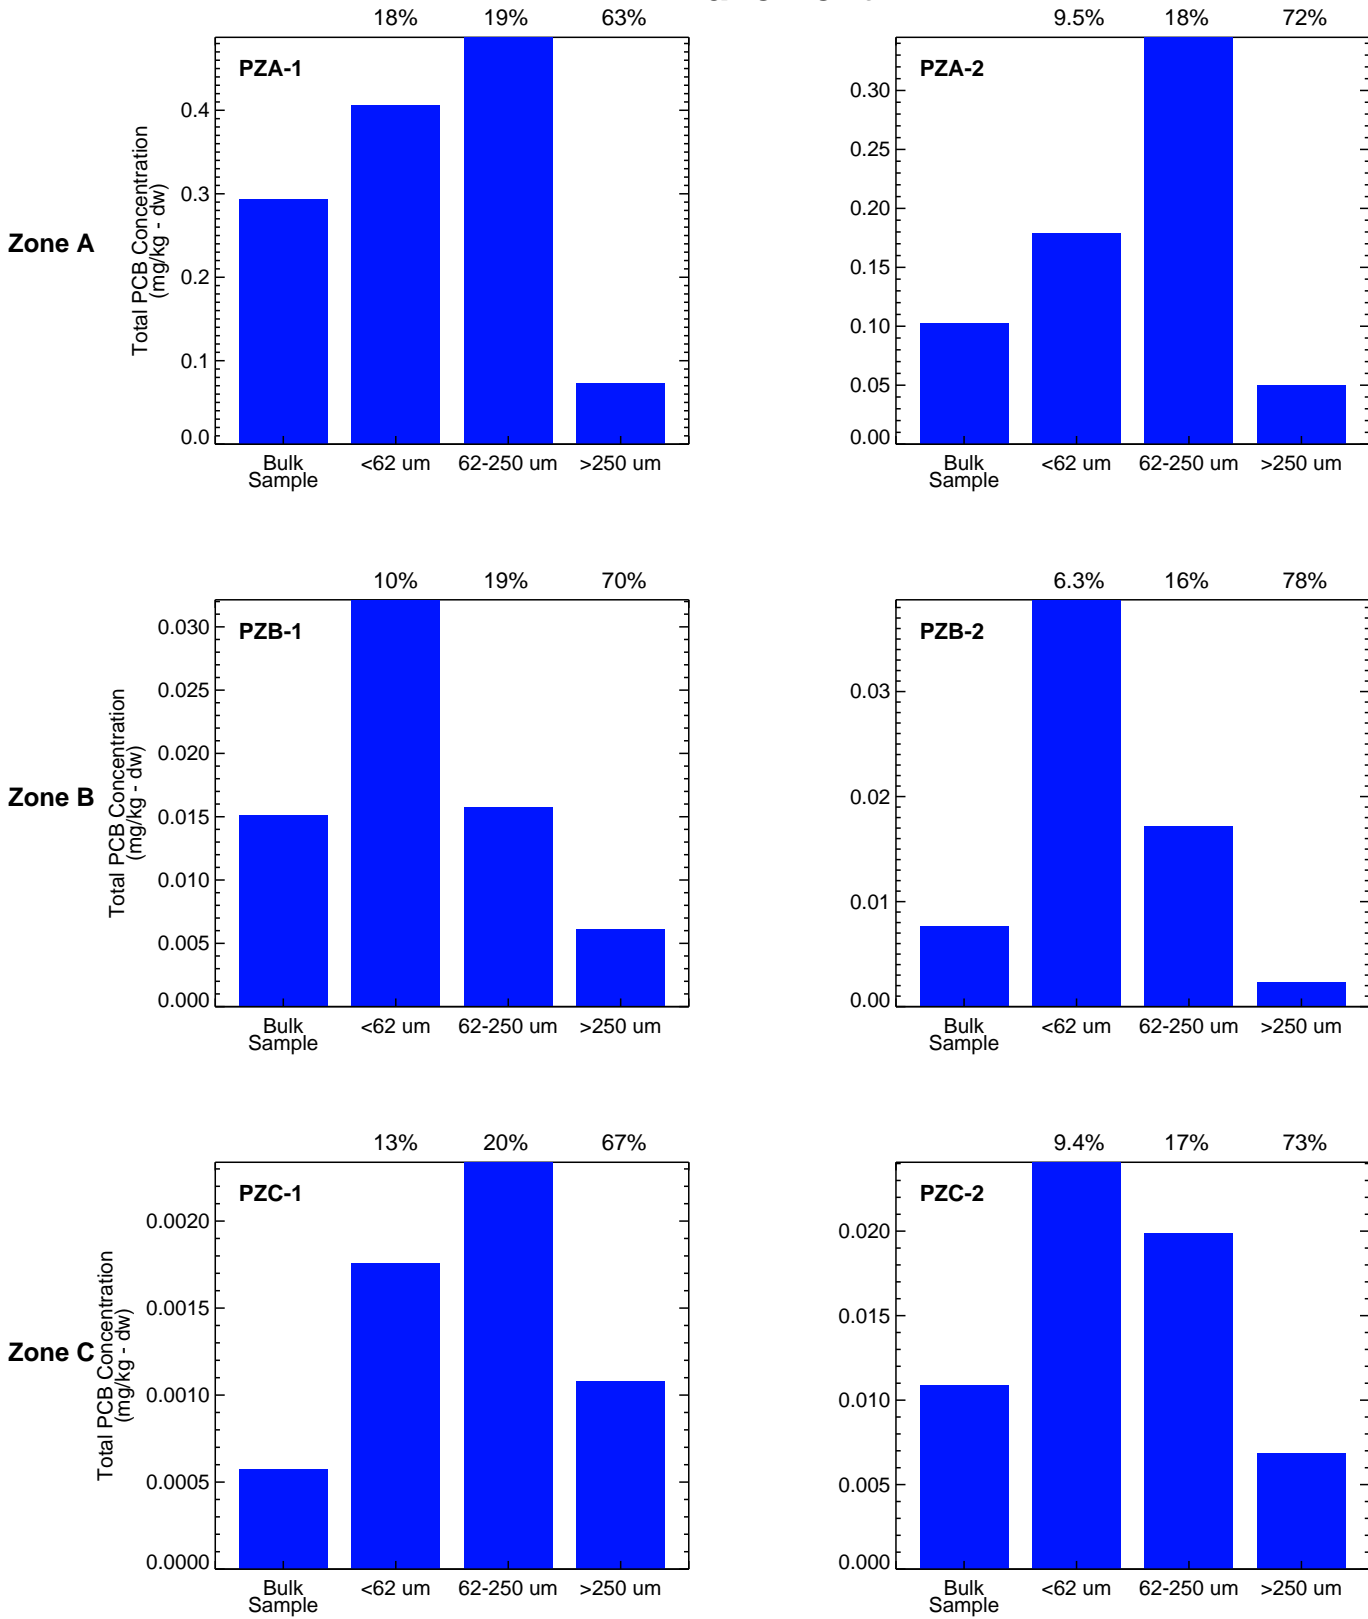 18% 19% 63%
9.5% 18% 72%
PZA-1
PZA-2
Zone A
Total PCB Concentration
(mg/kg - dw)
0.4
0.3
0.2
0.1
0.0
Bulk
Sample
<62 um 62-250 um >250 um
0.30
0.25
0.20
0.15
0.10
0.05
0.00
Bulk
Sample
<62 um 62-250 um >250 um
10% 19% 70%
6.3% 16% 78%
PZB-1
PZB-2
Zone B
Total PCB Concentration
(mg/kg - dw)
0.030
0.025
0.020
0.015
0.010
0.005
0.000
Bulk
Sample
<62 um 62-250 um >250 um
0.03
0.02
0.01
0.00
Bulk
Sample
<62 um 62-250 um >250 um
13% 20% 67%
9.4% 17% 73%
PZC-1
PZC-2
Zone C
Total PCB Concentration
(mg/kg - dw)
0.0020
0.0015
0.0010
0.0005
0.0000
Bulk
Sample
<62 um 62-250 um >250 um
0.020
0.015
0.010
0.005
0.000
Bulk
Sample
<62 um 62-250 um >250 um